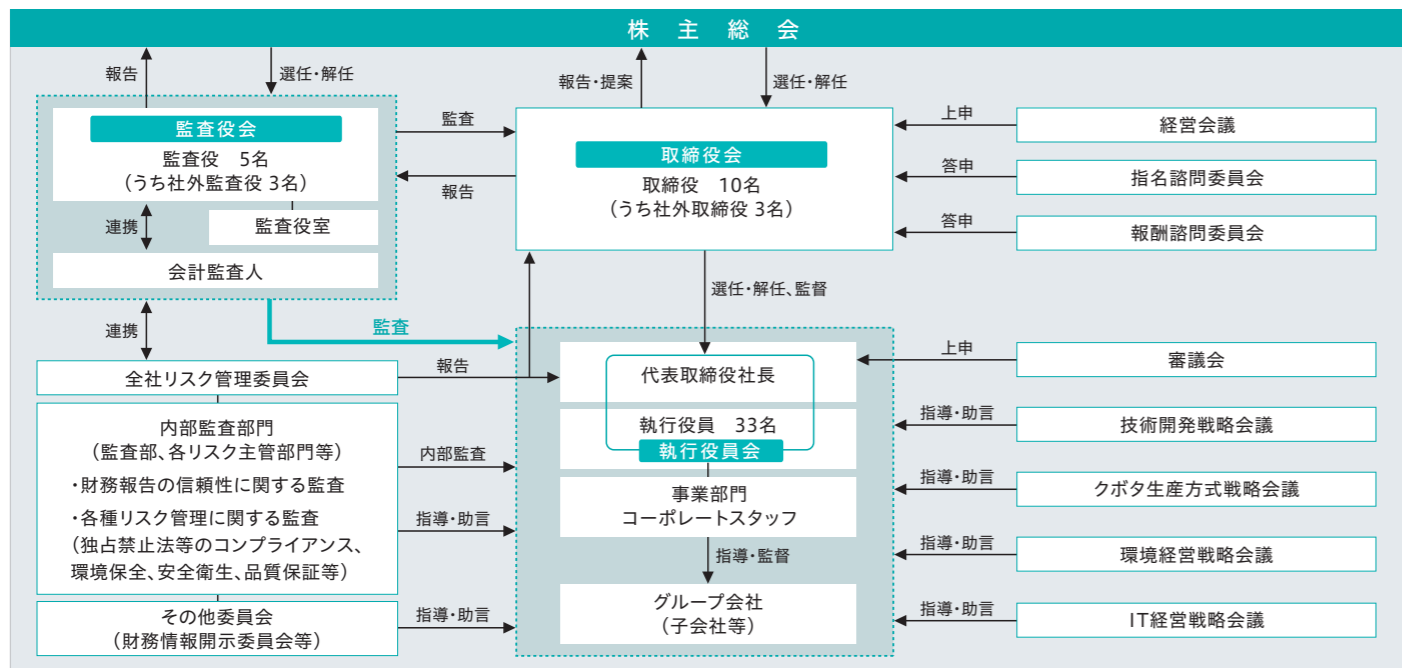 株主総会
報告
選任・解任
報告・提案
選任・解任
監査役会
監査役 5名
(うち社外監査役 3名)
連携
監査役室
会計監査人
監査
報告
取締役会
取締役 10名
(うち社外取締役 3名)
上申
経営会議
答申
指名諮問委員会
答申
報酬諮問委員会
選任・解任、監督
連携
監査
全社リスク管理委員会
報告
代表取締役社長
上申
審議会
内部監査部門
(監査部、各リスク主管部門等)
・財務報告の信頼性に関する監査
・各種リスク管理に関する監査
(独占禁止法等のコンプライアンス、
環境保全、安全衛生、品質保証等)
内部監査
指導・助言
執行役員 33名
執行役員会
事業部門
コーポレートスタッフ
指導・監督
グループ会社
(子会社等)
指導・助言
技術開発戦略会議
指導・助言
クボタ生産方式戦略会議
指導・助言
環境経営戦略会議
指導・助言
IT経営戦略会議
その他委員会
(財務情報開示委員会等)
指導・助言